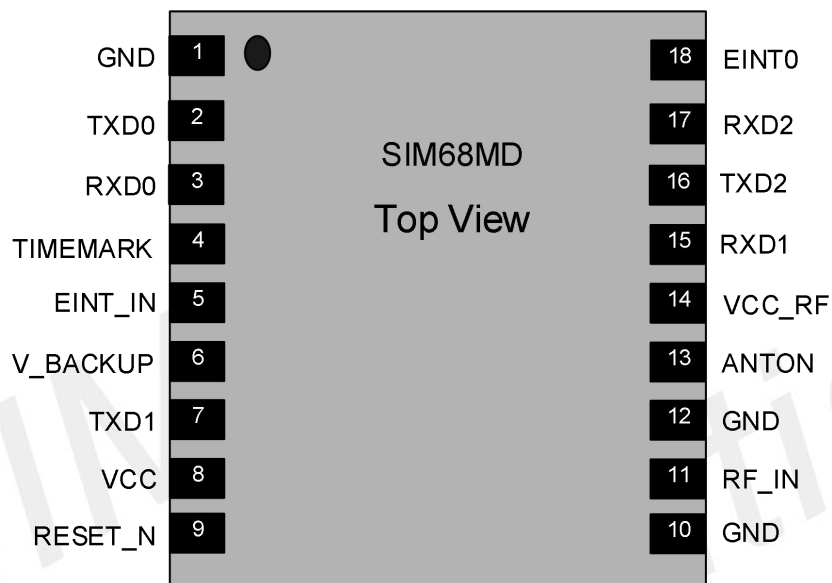 SIM68MD
Top View
GND 1
TXD0 2
RXD0 3
TIMEMARK 4
EINT_IN 5
V_BACKUP 6
TXD1 7
VCC 8
RESET_N 9
18 EINT0
17 RXD2
16 TXD2
15 RXD1
14 VCC_RF
13 ANTON
12 GND
11 RF_IN
10 GND